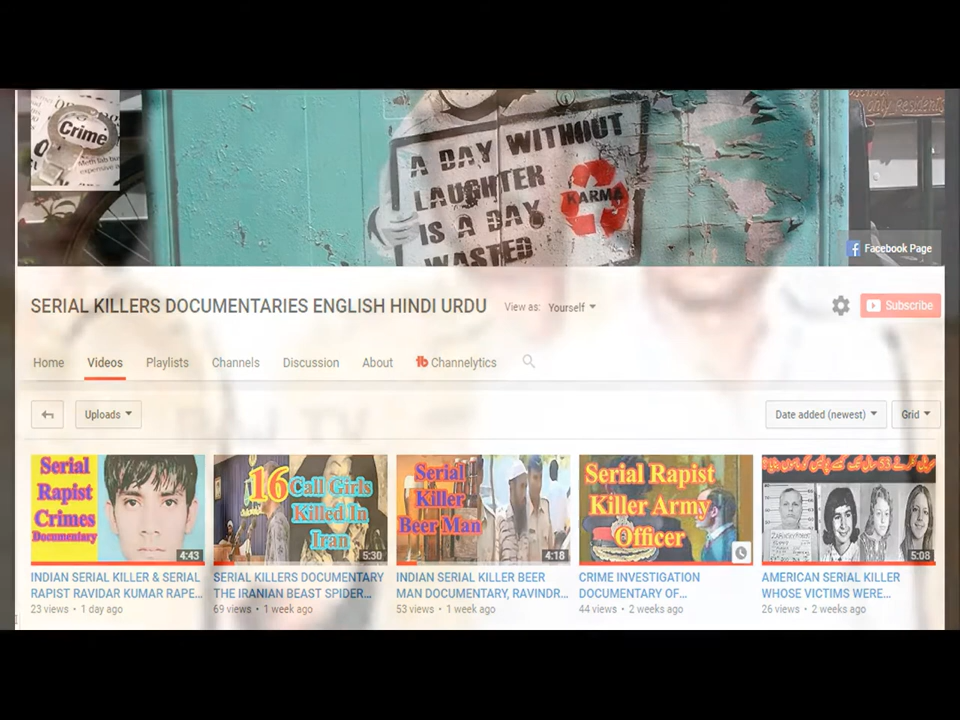 Crime
Meth lab bus
expensive a
A DAY WITHOUT
LAUGHTER
IS A DAY
WASTED
KARMA
only Resident
Facebook Page
SERIAL KILLERS DOCUMENTARIES ENGLISH HINDI URDU
View as: Yourself
Subscribe
Home Videos Playlists Channels Discussion About Channelytics
Uploads
Date added (newest) Grid
Serial
Rapist
Crimes
Documentary
4:43
INDIAN SERIAL KILLER & SERIAL
RAPIST RAVIDAR KUMAR RAPE...
23 views • 1 day ago
16 Call Girls
Killed In
Iran
5:30
SERIAL KILLERS DOCUMENTARY
THE IRANIAN BEAST SPIDER...
69 views • 1 week ago
Serial
Killer
Beer Man
4:18
INDIAN SERIAL KILLER BEER
MAN DOCUMENTARY, RAVINDR...
53 views • 1 week ago
Serial Rapist
Killer Army
Officer
CRIME INVESTIGATION
DOCUMENTARY OF...
44 views • 2 weeks ago
5:08
AMERICAN SERIAL KILLER
WHOSE VICTIMS WERE...
26 views • 2 weeks ago